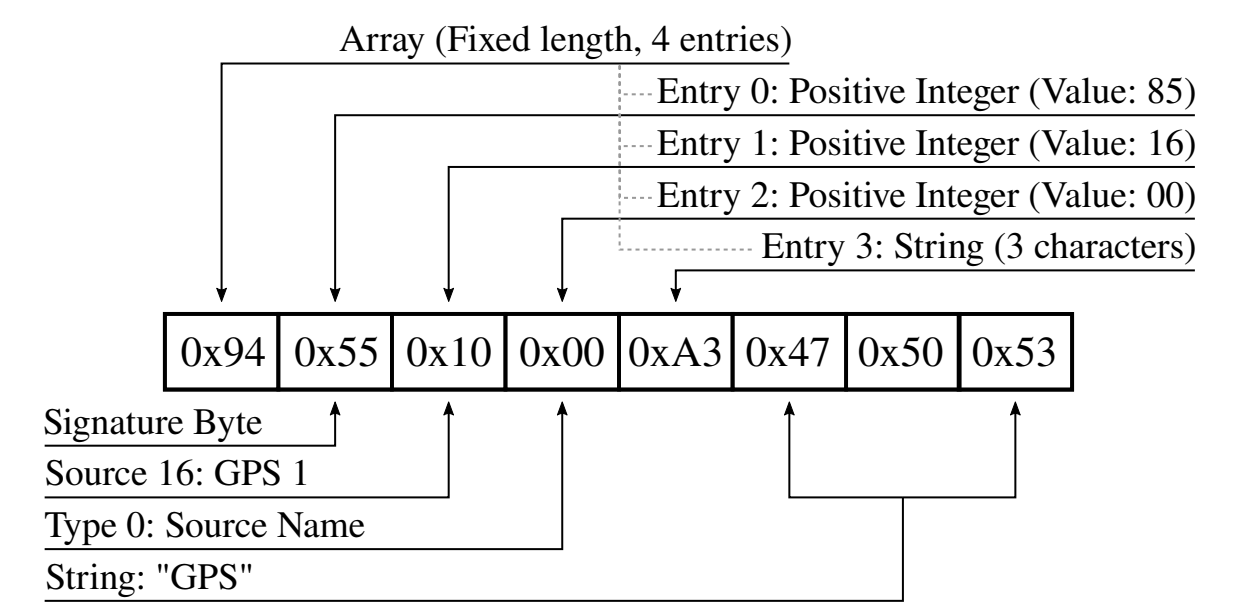 Array (Fixed length, 4 entries)
Entry 0: Positive Integer (Value: 85)
Entry 1: Positive Integer (Value: 16)
Entry 2: Positive Integer (Value: 00)
Entry 3: String (3 characters)
0x94 0x55 0x10 0x00 0xA3 0x47 0x50 0x53
Signature Byte
Source 16: GPS 1
Type 0: Source Name
String: "GPS"